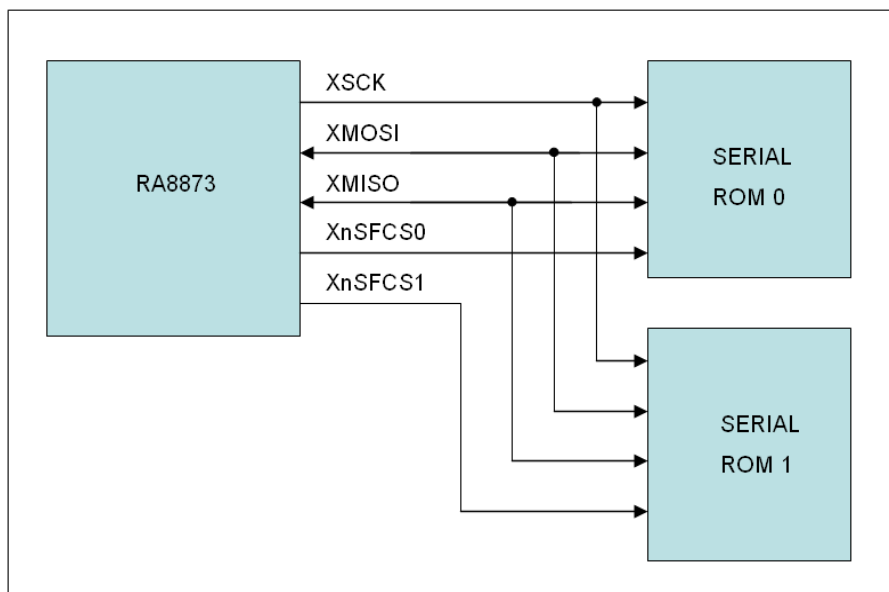 RA8873
XSCK
XMOSI
XMISO
XnSFCS0
XnSFCS1
SERIAL
ROM 0
SERIAL
ROM 1